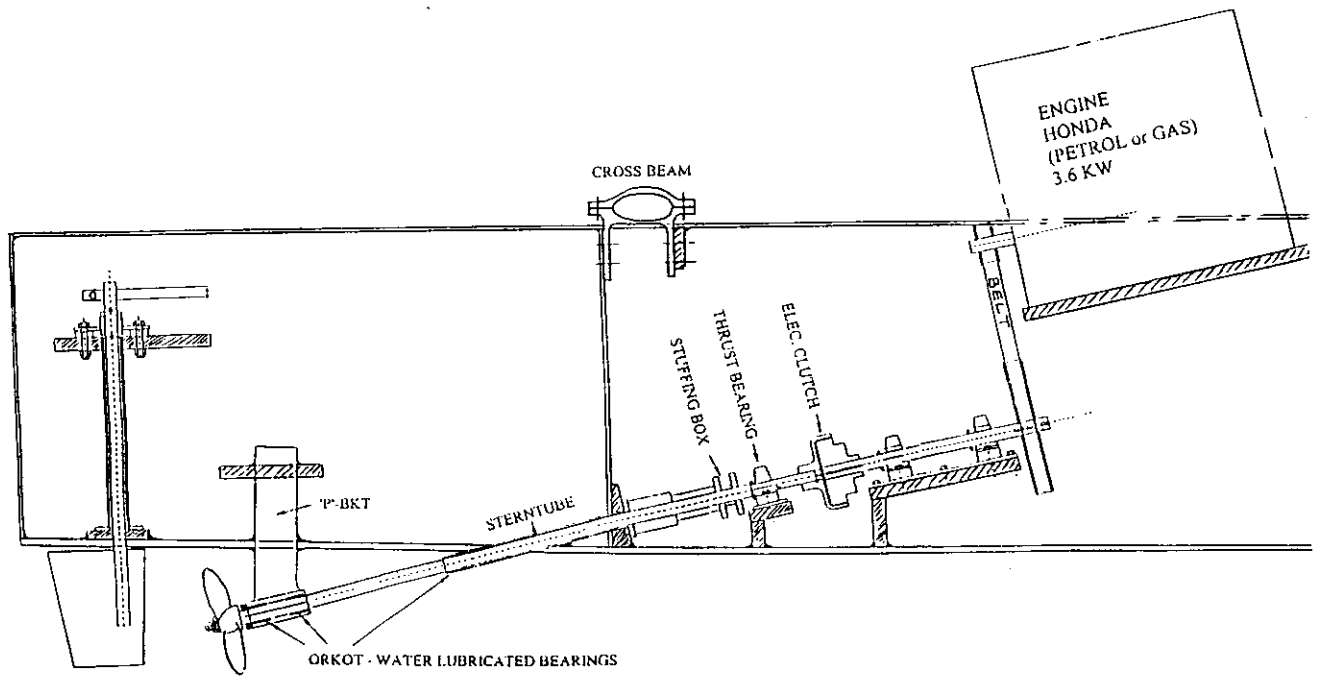 ENGINE
HONDA
(PETROL or GAS)
3.6 KW
CROSS BEAM
BELT
ELEC. CLUTCH
THRUST BEARING
STUFFING BOX
'P'-BKT
STERNTUBE
ORKOT - WATER LUBRICATED BEARINGS